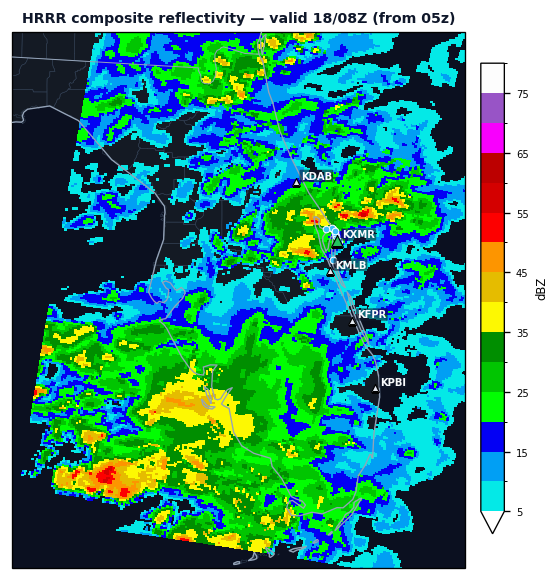 HRRR composite reflectivity — valid 18/08Z (from 05z)
KDAB
KXMR
KMLB
KFPR
KPBI
75
65
55
45
35
25
15
5
dBZ